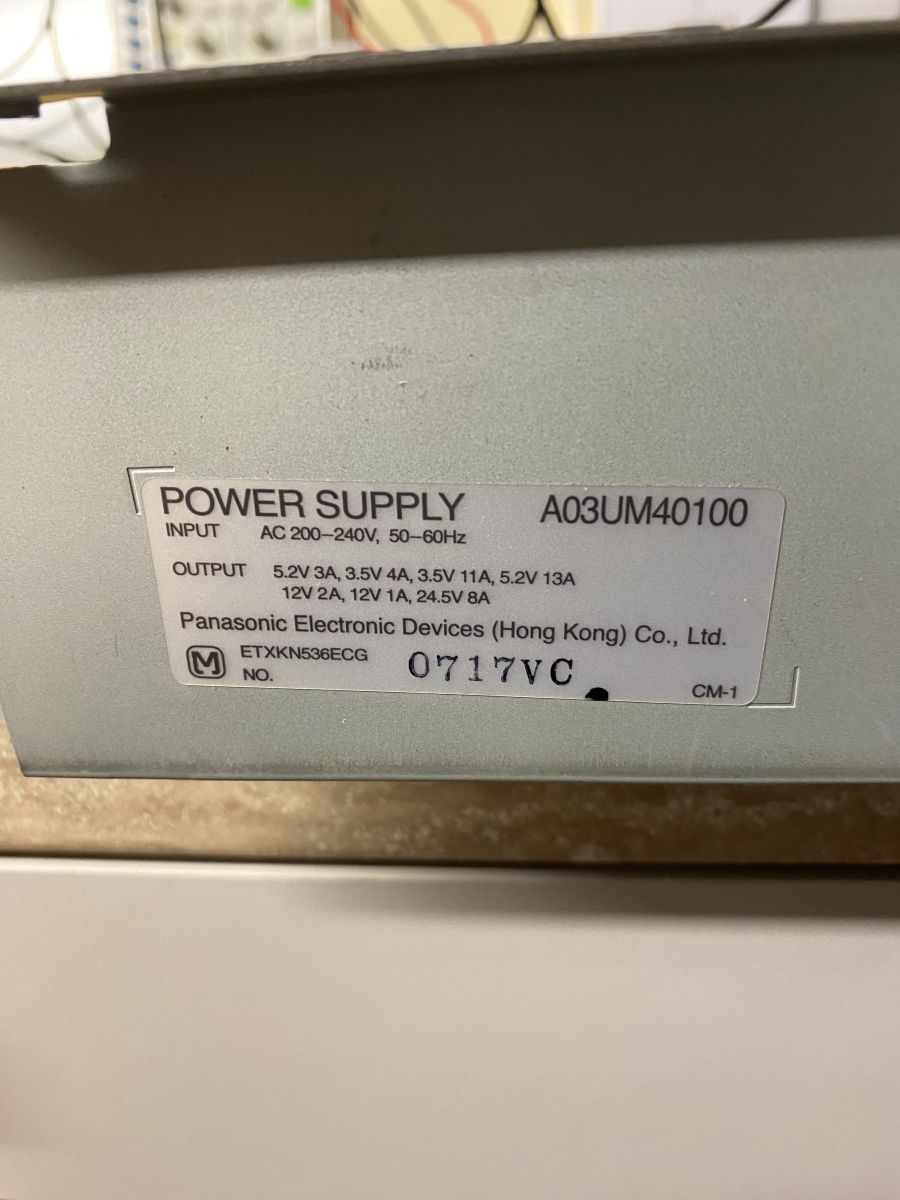 POWER SUPPLY A03UM40100
INPUT AC 200–240V, 50–60Hz
OUTPUT 5.2V 3A, 3.5V 4A, 3.5V 11A, 5.2V 13A
12V 2A, 12V 1A, 24.5V 8A
Panasonic Electronic Devices (Hong Kong) Co., Ltd.
M ETXKN536ECG
NO. 0717VC
CM-1